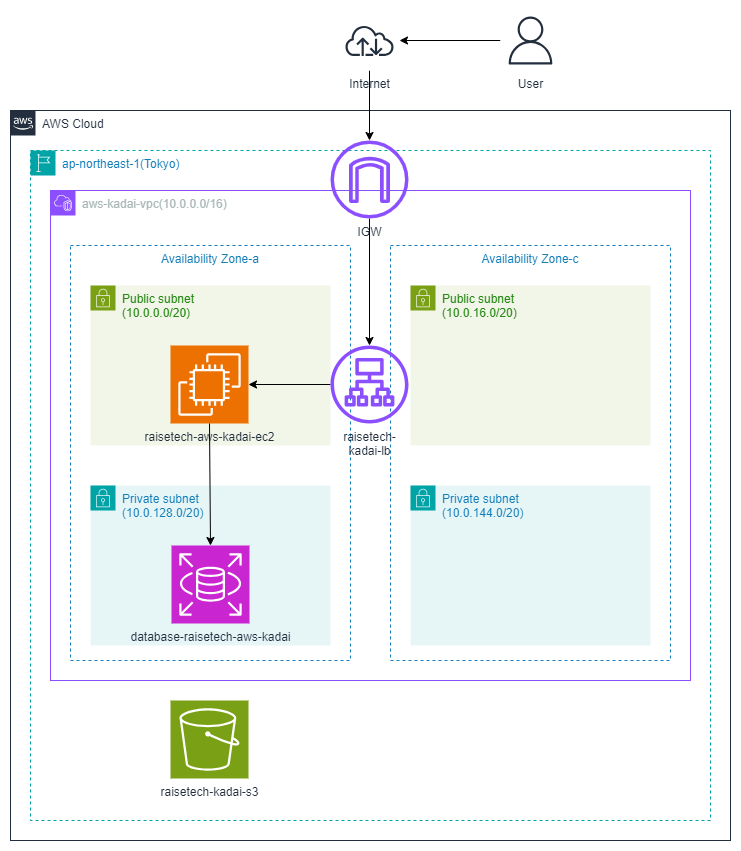 Internet
User
aws
AWS Cloud
ap-northeast-1(Tokyo)
aws-kadai-vpc(10.0.0.0/16)
IGW
Availability Zone-a
Availability Zone-c
Public subnet
(10.0.0.0/20)
Public subnet
(10.0.16.0/20)
raisetech-aws-kadai-ec2
raisetech-
kadai-lb
Private subnet
(10.0.128.0/20)
Private subnet
(10.0.144.0/20)
database-raisetech-aws-kadai
raisetech-kadai-s3